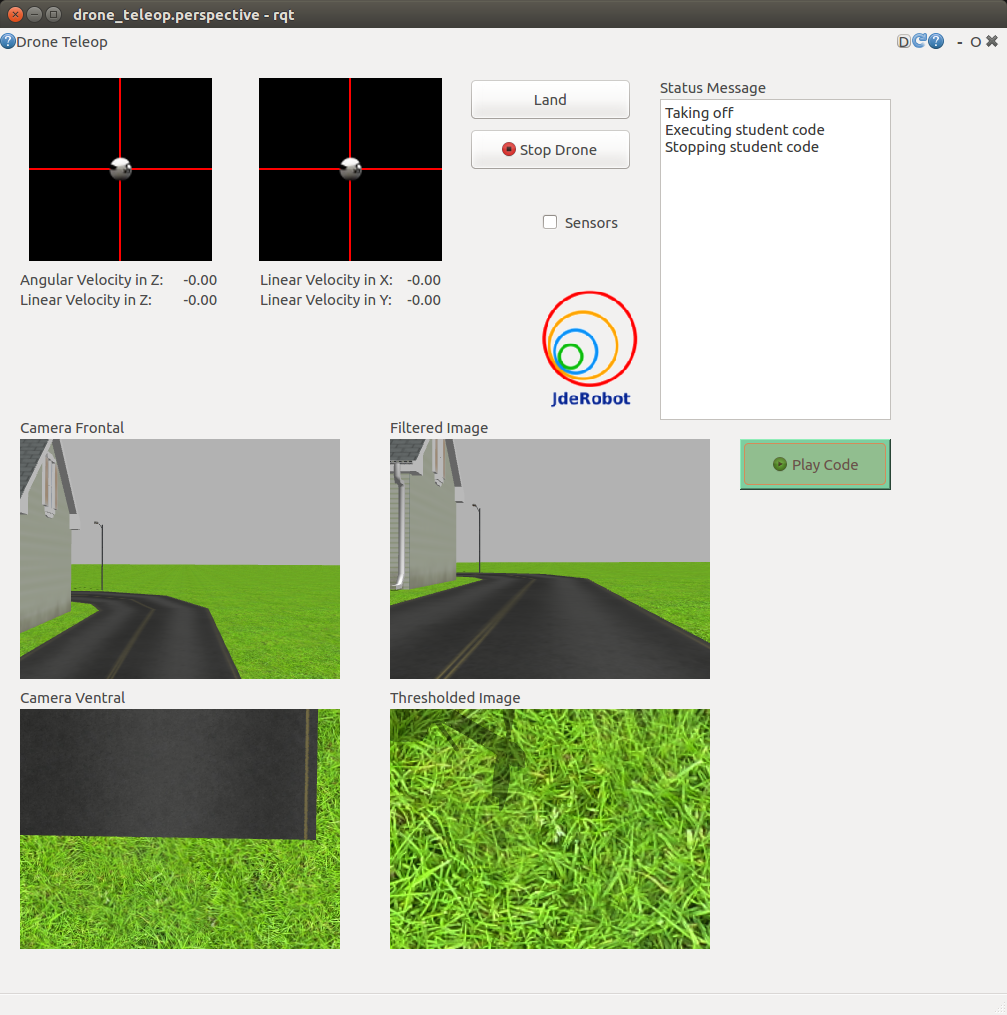 drone_teleop.perspective - rqt
Drone Teleop
D
- O
Land
Stop Drone
Sensors
Status Message
Taking off
Executing student code
Stopping student code
Angular Velocity in Z: -0.00
Linear Velocity in Z: -0.00
Linear Velocity in X: -0.00
Linear Velocity in Y: -0.00
JdeRobot
Camera Frontal
Filtered Image
Play Code
Camera Ventral
Thresholded Image